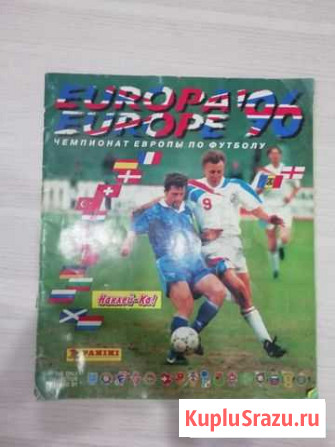 EUROPA'96
EUROPE
ЧЕМПИОНАТ ЕВРОПЫ ПО ФУТБОЛУ
9
Наклей-Ка!
PANINI
KupluSrazu.ru